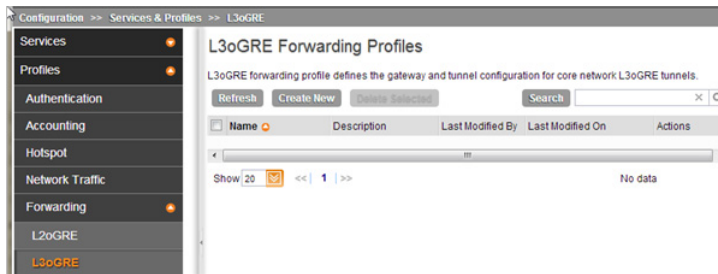 Configuration >> Services & Profiles >> L3oGRE
Services
Profiles
Authentication
Accounting
Hotspot
Network Traffic
Forwarding
L2oGRE
L3oGRE
L3oGRE Forwarding Profiles
L3oGRE forwarding profile defines the gateway and tunnel configuration for core network L3oGRE tunnels.
Refresh Create New Delete Selected Search
Name Description Last Modified By Last Modified On Actions
Show 20 << | 1 | >> No data